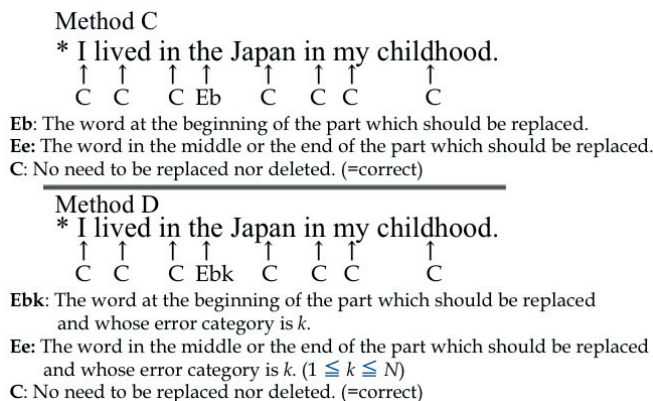 Method C
* I lived in the Japan in my childhood.
↑ ↑ ↑ ↑ ↑ ↑ ↑ ↑
C C C Eb C C C C
Eb: The word at the beginning of the part which should be replaced.
Ee: The word in the middle or the end of the part which should be replaced.
C: No need to be replaced nor deleted. (=correct)
Method D
* I lived in the Japan in my childhood.
↑ ↑ ↑ ↑ ↑ ↑ ↑ ↑
C C C Ebk C C C C
Ebk: The word at the beginning of the part which should be replaced
and whose error category is k.
Ee: The word in the middle or the end of the part which should be replaced
and whose error category is k. (1 ≦ k ≦ N)
C: No need to be replaced nor deleted. (=correct)